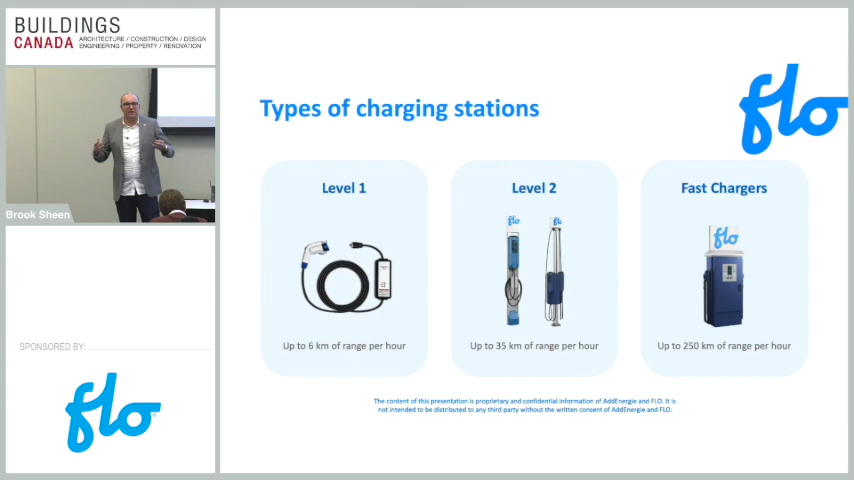 BUILDINGS
CANADA
ARCHITECTURE / CONSTRUCTION / DESIGN
ENGINEERING / PROPERTY / RENOVATION
Brook Sheen
SPONSORED BY:
flo
flo
Types of charging stations
Level 1
Up to 6 km of range per hour
Level 2
flo
flo
Up to 35 km of range per hour
Fast Chargers
flo
Up to 250 km of range per hour
The content of this presentation is proprietary and confidential information of AddEnergie and FLO. It is
not intended to be distributed to any third party without the written consent of AddEnergie and FLO.